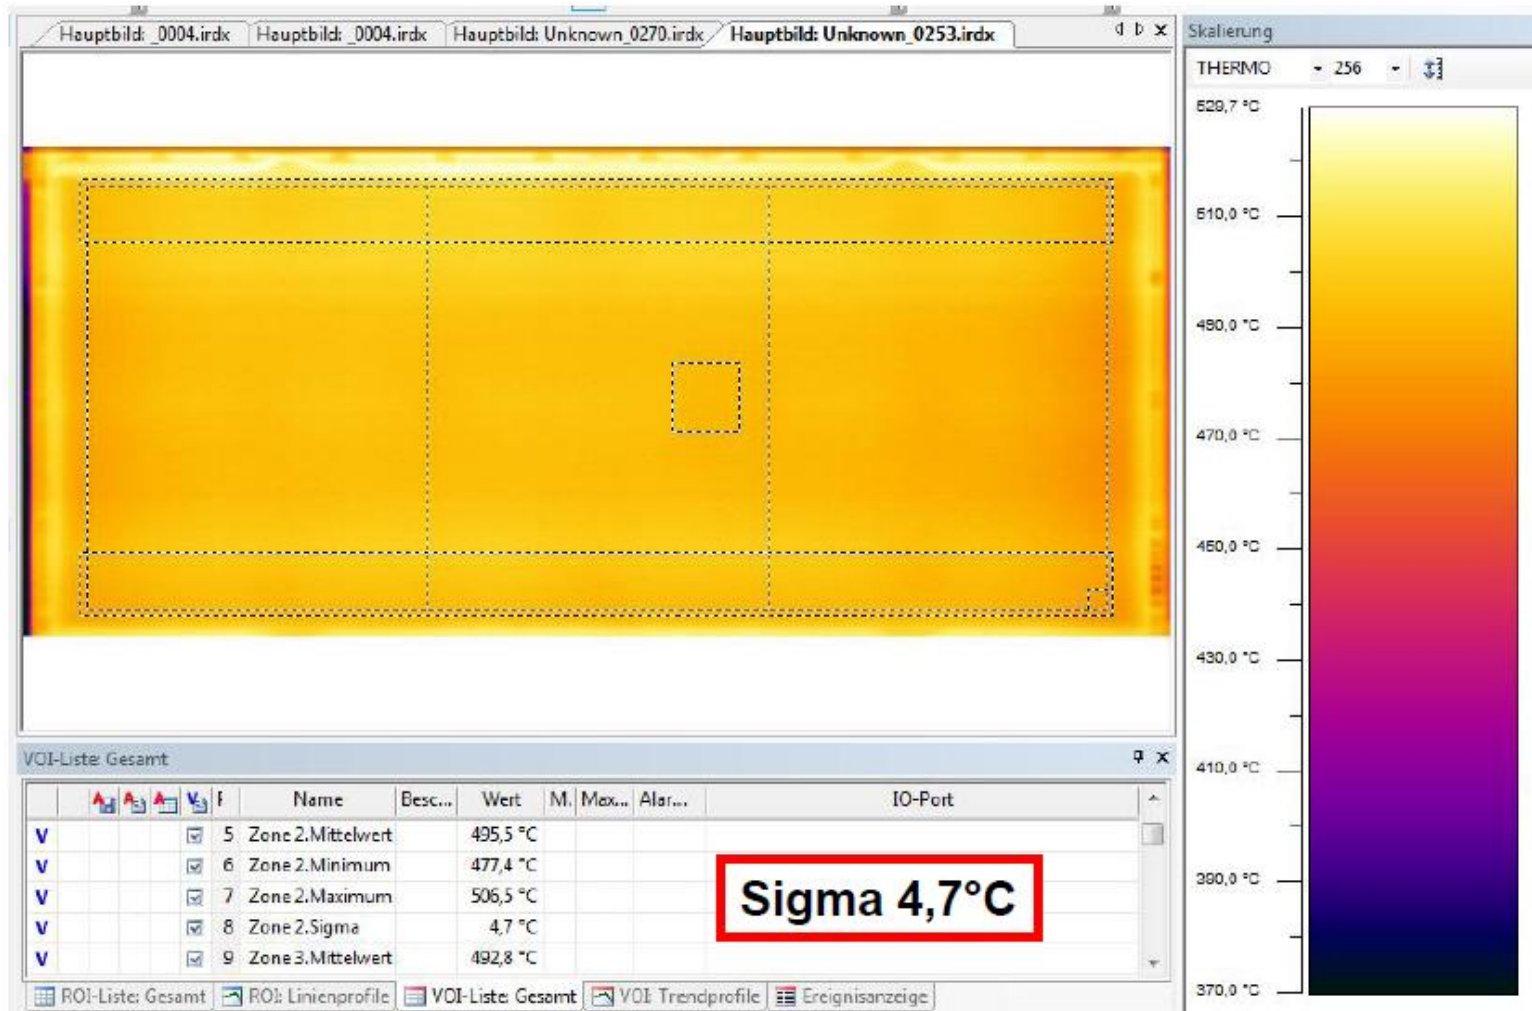 Hauptbild: _0004.irdx Hauptbild: _0004.irdx Hauptbild: Unknown_0270.irdx Hauptbild: Unknown_0253.irdx
Skalierung
THERMO 256
529,7 °C
510,0 °C
490,0 °C
470,0 °C
450,0 °C
430,0 °C
410,0 °C
390,0 °C
370,0 °C
VOI-Liste: Gesamt
Name Besc... Wert M. Max... Alar... IO-Port
V 5 Zone 2.Mittelwert 495,5 °C
V 6 Zone 2.Minimum 477,4 °C
V 7 Zone 2.Maximum 506,5 °C
V 8 Zone 2.Sigma 4,7 °C
V 9 Zone 3.Mittelwert 492,8 °C
Sigma 4,7°C
ROI-Liste: Gesamt ROI: Linienprofile VOI-Liste: Gesamt VOI: Trendprofile Ereignisanzeige